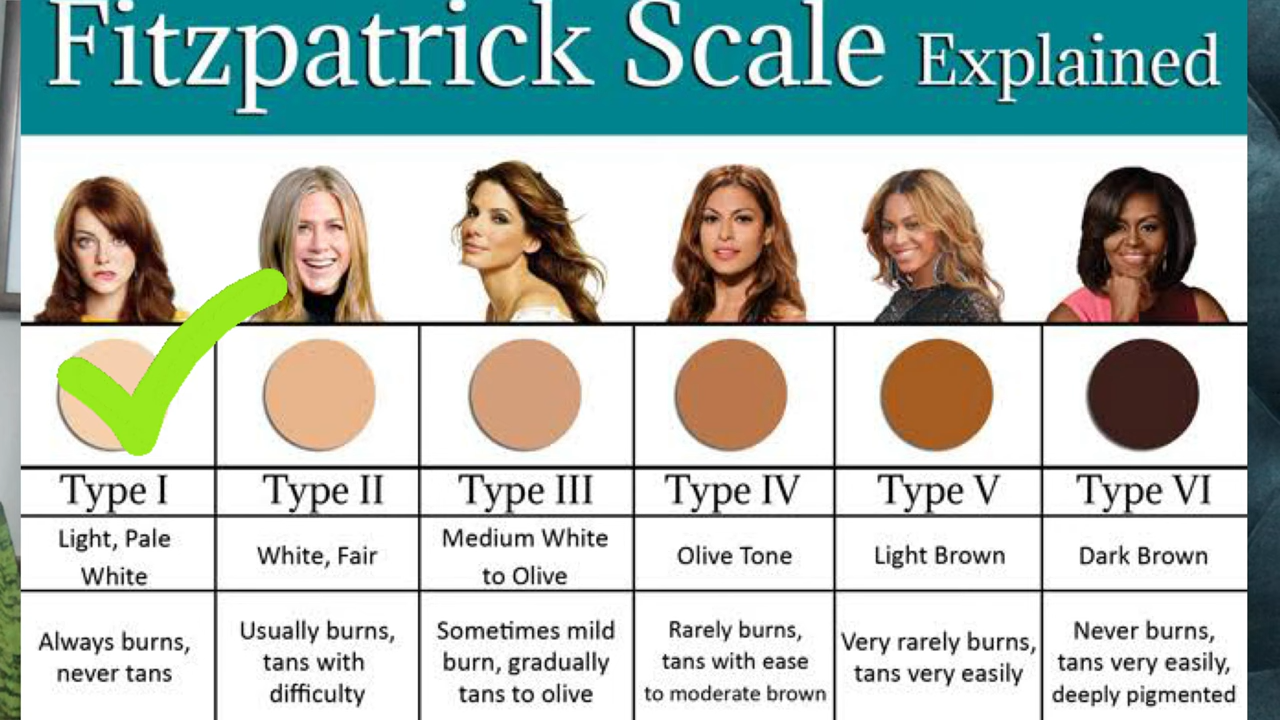 Fitzpatrick Scale Explained
Type I
Type II
Type III
Type IV
Type V
Type VI
Light, Pale
White
White, Fair
Medium White
to Olive
Olive Tone
Light Brown
Dark Brown
Always burns,
never tans
Usually burns,
tans with
difficulty
Sometimes mild
burn, gradually
tans to olive
Rarely burns,
tans with ease
to moderate brown
Very rarely burns,
tans very easily
Never burns,
tans very easily,
deeply pigmented